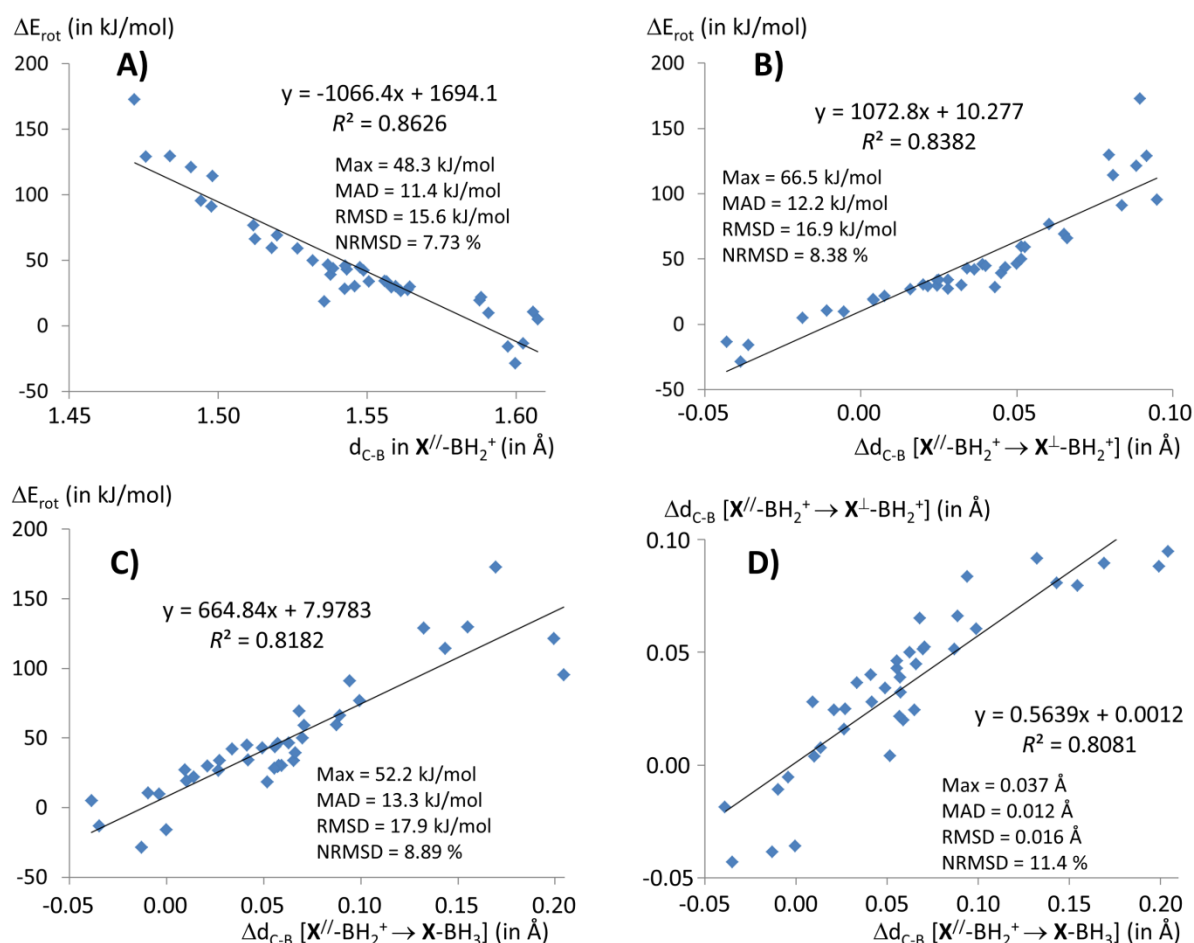 ΔE_rot (in kJ/mol)
A)
200
150
100
50
0
-50
y = -1066.4x + 1694.1
R² = 0.8626
Max = 48.3 kJ/mol
MAD = 11.4 kJ/mol
RMSD = 15.6 kJ/mol
NRMSD = 7.73 %
1.45 1.50 1.55 1.60
d_C-B in X^//-BH₂⁺ (in Å)
ΔE_rot (in kJ/mol)
B)
200
150
100
50
0
-50
y = 1072.8x + 10.277
R² = 0.8382
Max = 66.5 kJ/mol
MAD = 12.2 kJ/mol
RMSD = 16.9 kJ/mol
NRMSD = 8.38 %
-0.05 0.00 0.05 0.10
Δd_C-B [X^//-BH₂⁺ → X^⊥-BH₂⁺] (in Å)
ΔE_rot (in kJ/mol)
C)
200
150
100
50
0
-50
y = 664.84x + 7.9783
R² = 0.8182
Max = 52.2 kJ/mol
MAD = 13.3 kJ/mol
RMSD = 17.9 kJ/mol
NRMSD = 8.89 %
-0.05 0.00 0.05 0.10 0.15 0.20
Δd_C-B [X^//-BH₂⁺ → X-BH₃] (in Å)
Δd_C-B [X^//-BH₂⁺ → X^⊥-BH₂⁺] (in Å)
D)
0.10
0.05
0.00
-0.05
y = 0.5639x + 0.0012
R² = 0.8081
Max = 0.037 Å
MAD = 0.012 Å
RMSD = 0.016 Å
NRMSD = 11.4 %
-0.05 0.00 0.05 0.10 0.15 0.20
Δd_C-B [X^//-BH₂⁺ → X-BH₃] (in Å)